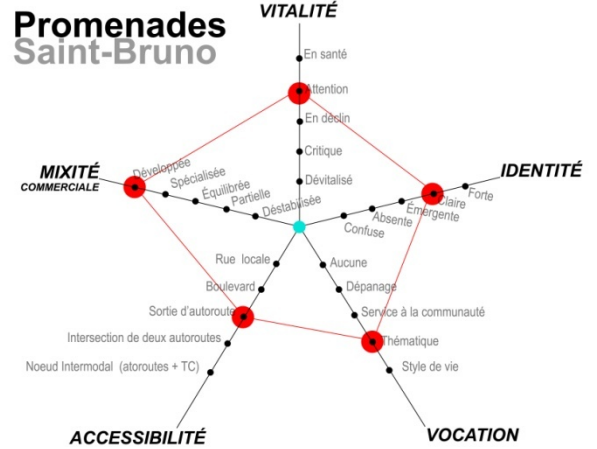 Promenades
Saint-Bruno
VITALITÉ
En santé
Attention
En déclin
Critique
Dévitalisé
MIXITÉ
COMMERCIALE
Développée
Spécialisée
Équilibrée
Partielle
Déstabilisée
IDENTITÉ
Forte
Claire
Émergente
Absente
Confuse
Rue locale
Boulevard
Sortie d'autoroute
Intersection de deux autoroutes
Noeud Intermodal (atoroutes + TC)
ACCESSIBILITÉ
Aucune
Dépanage
Service à la communauté
Thématique
Style de vie
VOCATION